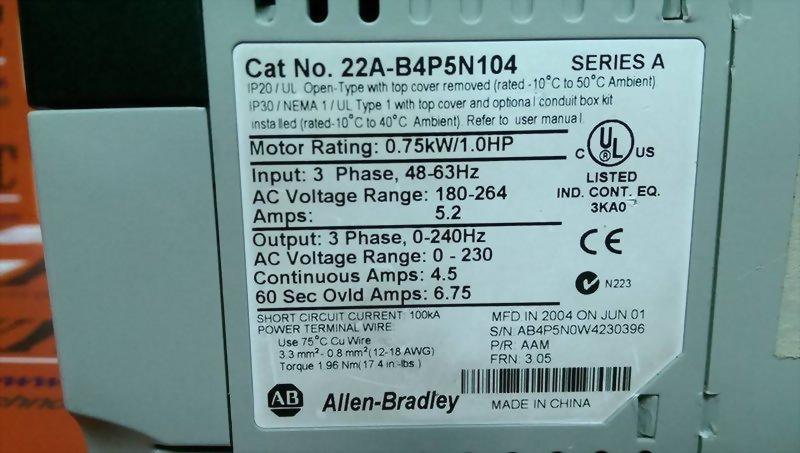 Cat No. 22A-B4P5N104 SERIES A
IP20 / UL Open-Type with top cover removed (rated -10°C to 50°C Ambient)
IP30 / NEMA 1 / UL Type 1 with top cover and optional conduit box kit
installed (rated-10°C to 40°C Ambient). Refer to user manual.
Motor Rating: 0.75kW/1.0HP
Input: 3 Phase, 48-63Hz
AC Voltage Range: 180-264
Amps: 5.2
Output: 3 Phase, 0-240Hz
AC Voltage Range: 0 - 230
Continuous Amps: 4.5
60 Sec Ovld Amps: 6.75
C UL US
LISTED
IND. CONT. EQ.
3KA0
CE
N223
SHORT CIRCUIT CURRENT: 100kA
POWER TERMINAL WIRE:
Use 75°C Cu Wire
3.3 mm² - 0.8 mm² (12-18 AWG)
Torque 1.96 Nm(17.4 in-lbs.)
MFD IN 2004 ON JUN 01
S/N: AB4P5N0W4230396
P/R: AAM
FRN: 3.05
AB Allen-Bradley
MADE IN CHINA